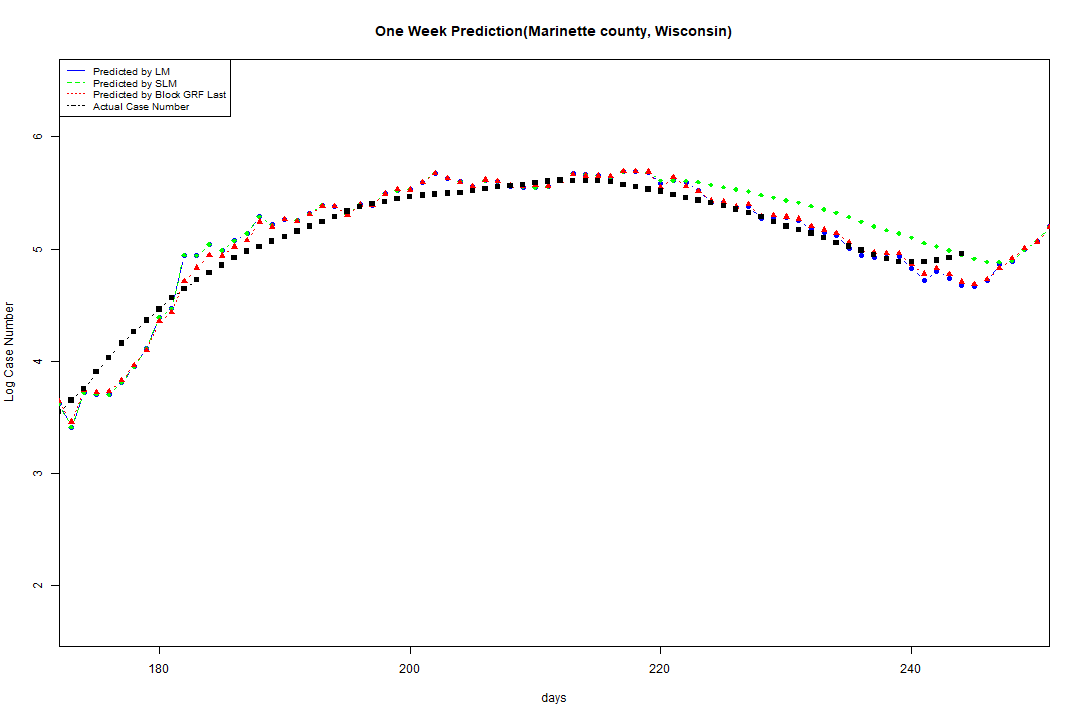 One Week Prediction(Marinette county, Wisconsin)
Predicted by LM
Predicted by SLM
Predicted by Block GRF Last
Actual Case Number
6
5
4
3
2
Log Case Number
180 200 220 240
days